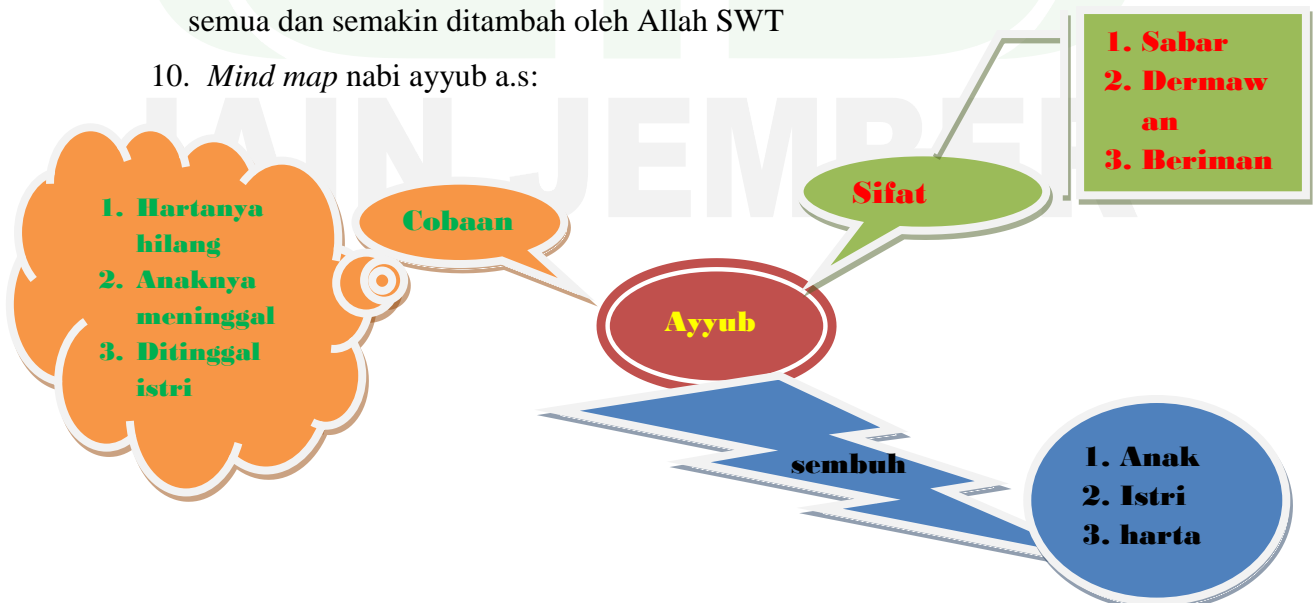 semua dan semakin ditambah oleh Allah SWT
10. Mind map nabi ayyub a.s:
IAIN JEMBER
1. Sabar
2. Dermaw
an
3. Beriman
Sifat
Cobaan
1. Hartanya
hilang
2. Anaknya
meninggal
3. Ditinggal
istri
Ayyub
sembuh
1. Anak
2. Istri
3. harta